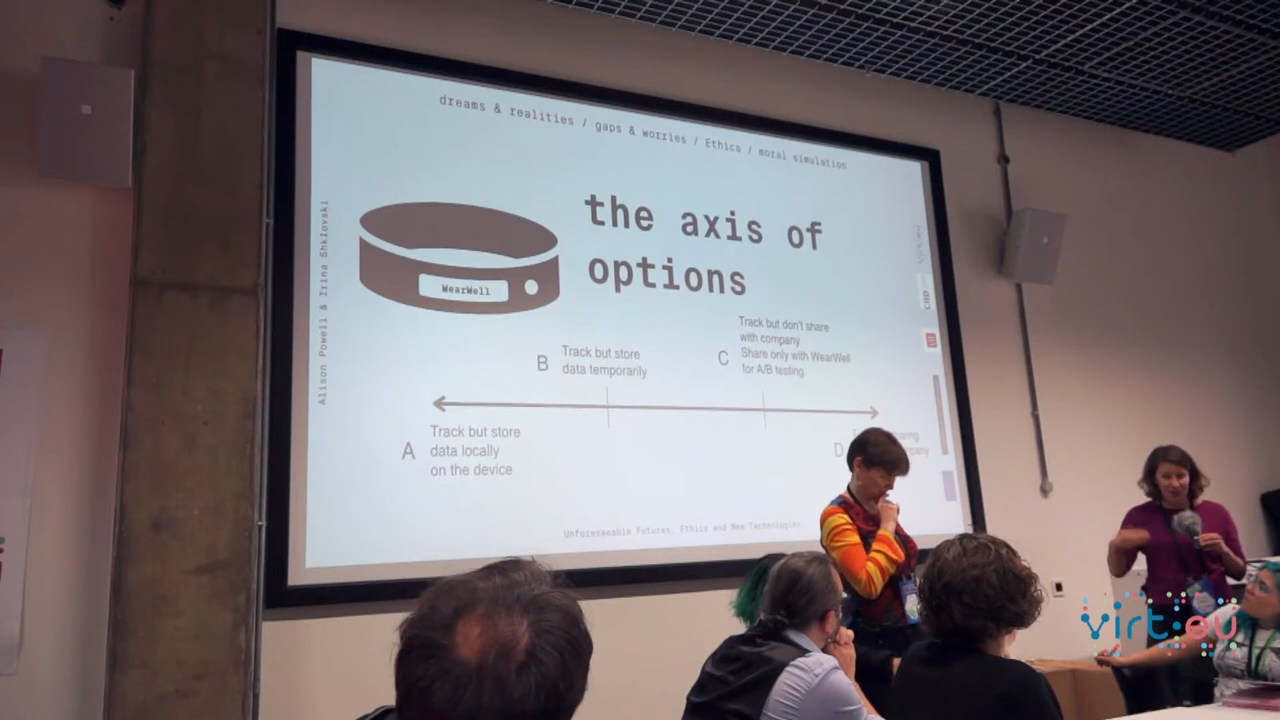 dreams & realities / gaps & worries / Ethics / moral simulation
Alison Powell & Irina Shklovski
the axis of
options
WearWell
B
Track but store
data temporarily
C
Track but don't share
with company
Share only with WearWell
for A/B testing
A
Track but store
data locally
on the device
D
Unforeseeable Futures. Ethics and New Technologies
virt:eu